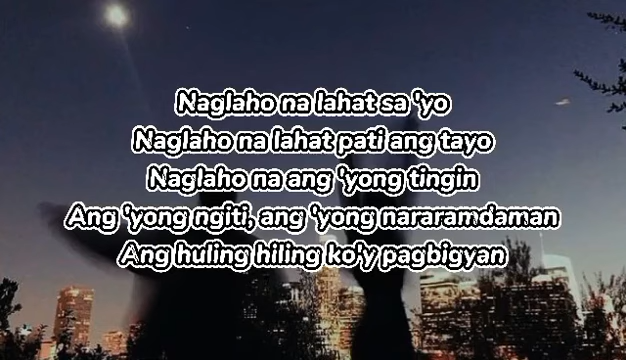 Naglaho na lahat sa 'yo
Naglaho na lahat pati ang tayo
Naglaho na ang 'yong tingin
Ang 'yong ngiti, ang 'yong nararamdaman
Ang huling hiling ko'y pagbigyan